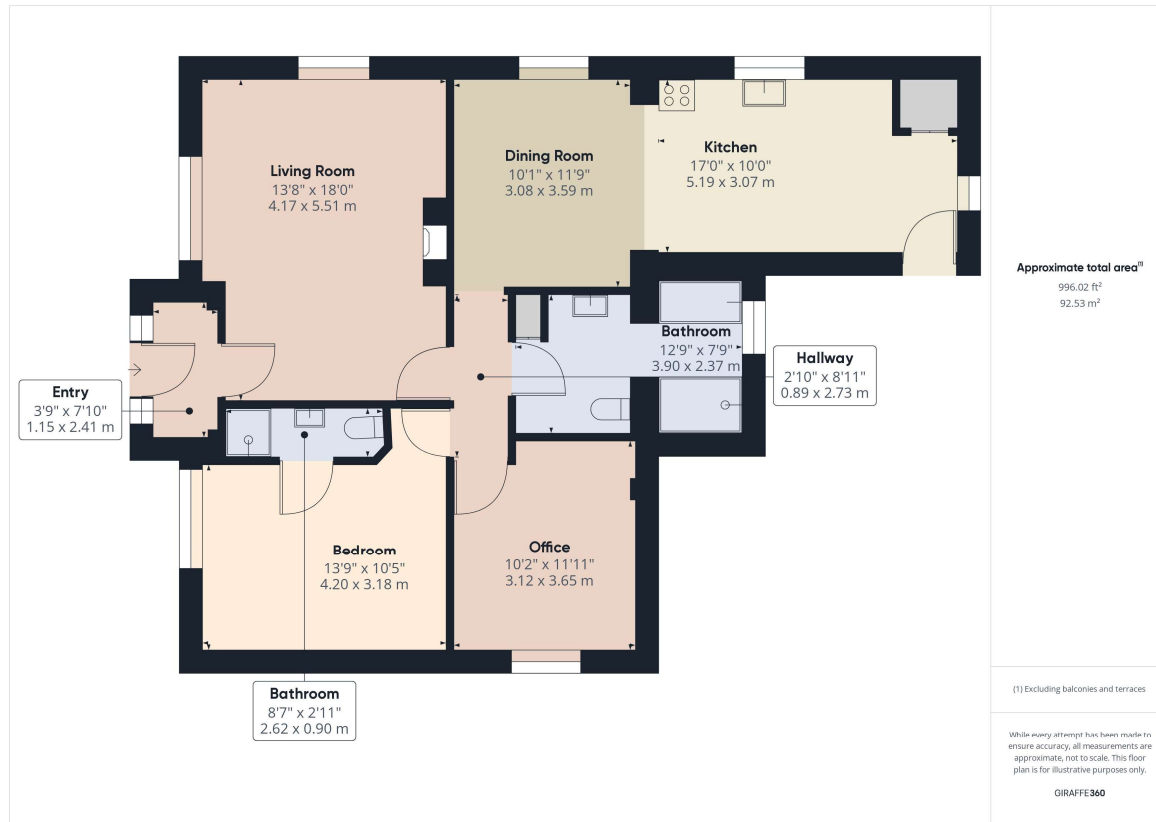 Living Room
13'8" x 18'0"
4.17 x 5.51 m
Dining Room
10'1" x 11'9"
3.08 x 3.59 m
Kitchen
17'0" x 10'0"
5.19 x 3.07 m
Approximate total area(1)
996.02 ft²
92.53 m²
Bathroom
12'9" x 7'9"
3.90 x 2.37 m
Hallway
2'10" x 8'11"
0.89 x 2.73 m
Entry
3'9" x 7'10"
1.15 x 2.41 m
Bedroom
13'9" x 10'5"
4.20 x 3.18 m
Office
10'2" x 11'11"
3.12 x 3.65 m
Bathroom
8'7" x 2'11"
2.62 x 0.90 m
(1) Excluding balconies and terraces
While every attempt has been made to
ensure accuracy, all measurements are
approximate, not to scale. This floor
plan is for illustrative purposes only.
GIRAFFE360